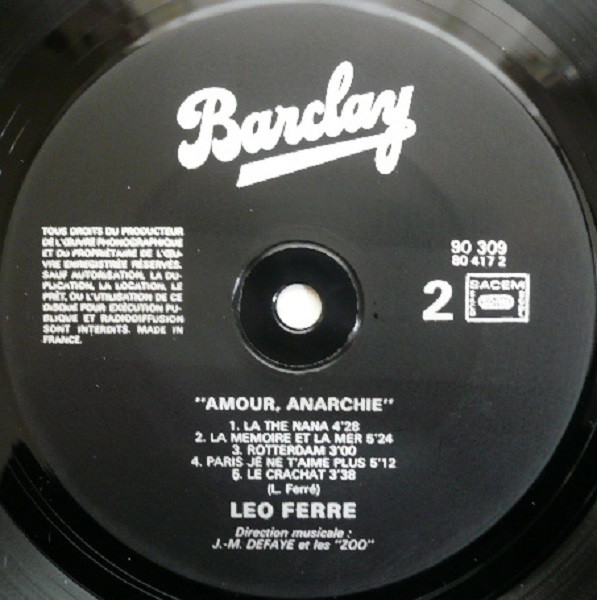 Barclay
TOUS DROITS DU PRODUCTEUR
DE L'ŒUVRE PHONOGRAPHIQUE
ET DU PROPRIÉTAIRE DE L'ŒU-
VRE ENREGISTRÉE RÉSERVÉS.
SAUF AUTORISATION, LA DU-
PLICATION, LA LOCATION, LE
PRÊT, OU L'UTILISATION DE CE
DISQUE POUR EXÉCUTION PU-
BLIQUE ET RADIODIFFUSION
SONT INTERDITS. MADE IN
FRANCE.
90 309
80 417 2
2
SACEM
"AMOUR, ANARCHIE"
1. LA THE NANA 4'28
2. LA MEMOIRE ET LA MER 5'24
3. ROTTERDAM 3'00
4. PARIS JE NE T'AIME PLUS 5'12
5. LE CRACHAT 3'38
(L. Ferré)
LEO FERRE
Direction musicale :
J.-M. DEFAYE et les "ZOO"